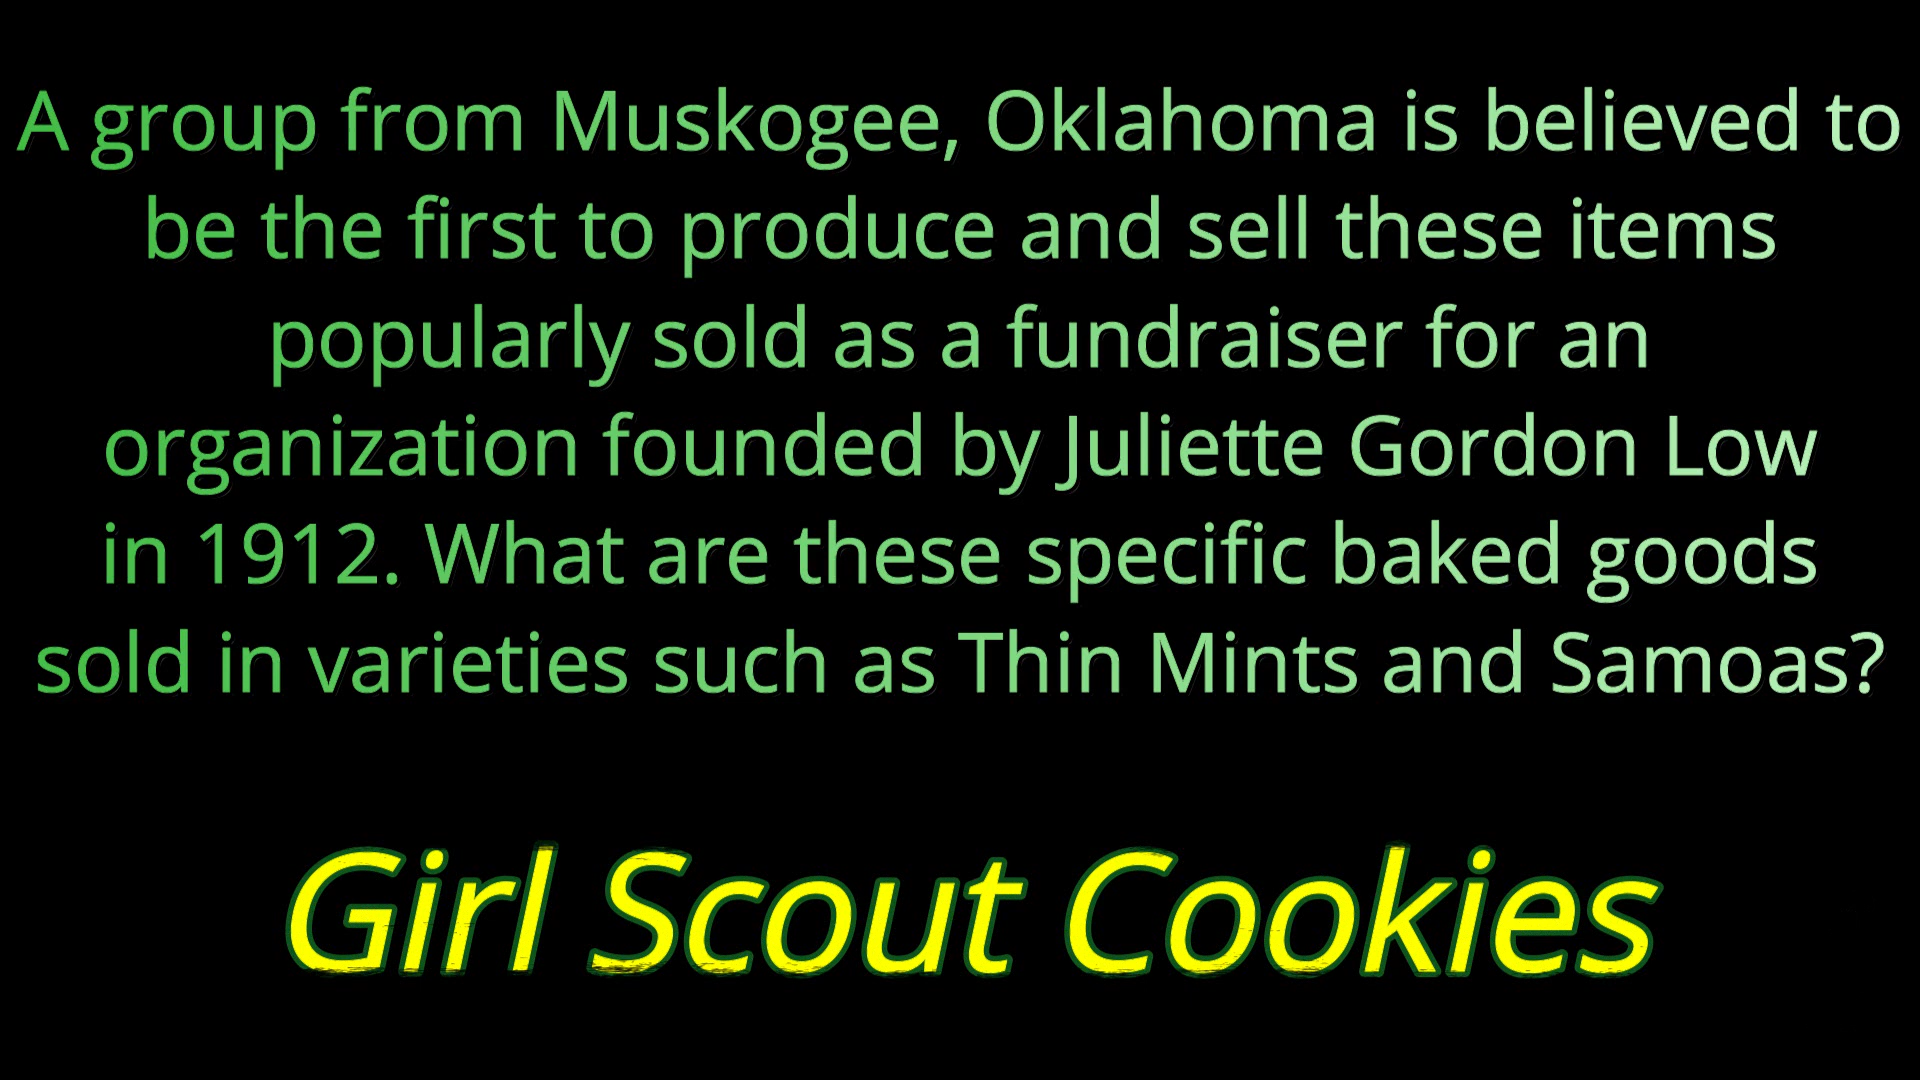 A group from Muskogee, Oklahoma is believed to
be the first to produce and sell these items
popularly sold as a fundraiser for an
organization founded by Juliette Gordon Low
in 1912. What are these specific baked goods
sold in varieties such as Thin Mints and Samoas?
Girl Scout Cookies